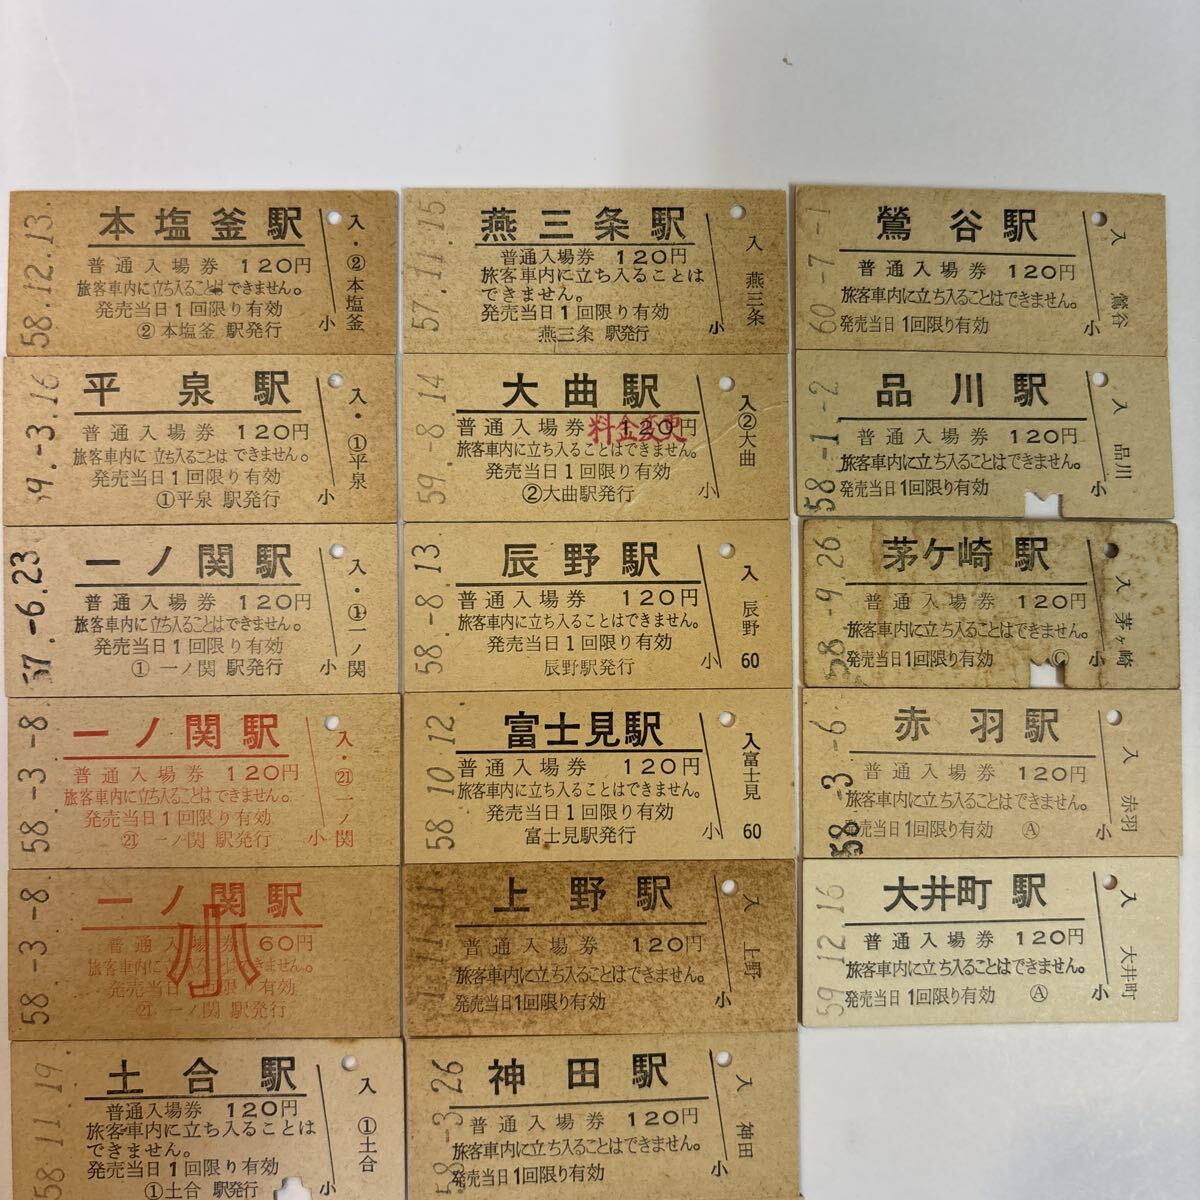 58.12.13.
本塩釜駅
普通入場券 120円
旅客車内に立ち入ることはできません。
発売当日1回限り有効
②本塩釜 駅発行
小
入・②本塩釜
-3.16
平泉駅
普通入場券 120円
旅客車内に立ち入ることはできません。
発売当日1回限り有効
①平泉 駅発行
小
入・①平泉
57.-6.23
一ノ関駅
普通入場券 120円
旅客車内に立ち入ることはできません。
発売当日1回限り有効
① 一ノ関 駅発行
小
入・①一ノ関
58.-3.-8.
一ノ関駅
普通入場券 120円
旅客車内に立ち入ることはできません。
発売当日1回限り有効
㉑ 一ノ関 駅発行
小
入・㉑一ノ関
58.-3.-8.
一ノ関駅
普通入場券 60円
旅客車内に立ち入ることはできません。
発売当日1回限り有効
㉑ 一ノ関 駅発行
小
58.11.19.
土合駅
普通入場券 120円
旅客車内に立ち入ることは
できません。
発売当日1回限り有効
①土合 駅発行
小
入 ①土合
57.11.15
燕三条駅
普通入場券 120円
旅客車内に立ち入ることは
できません。
発売当日1回限り有効
燕三条 駅発行
小
入 燕三条
59.-8.14
大曲駅
普通入場券 120円
料金変更
旅客車内に立ち入ることはできません。
発売当日1回限り有効
②大曲駅発行
小
入②大曲
58.-8.13
辰野駅
普通入場券 120円
旅客車内に立ち入ることはできません。
発売当日1回限り有効
辰野駅発行
小
入 辰野 60
58.10.12
富士見駅
普通入場券 120円
旅客車内に立ち入ることはできません。
発売当日1回限り有効
富士見駅発行
小
入富士見 60
上野駅
普通入場券 120円
旅客車内に立ち入ることはできません。
発売当日1回限り有効
小
入 上野
58.-3.26
神田駅
普通入場券 120円
旅客車内に立ち入ることはできません。
発売当日1回限り有効
小
入 神田
60.-7.-1
鶯谷駅
普通入場券 120円
旅客車内に立ち入ることはできません。
発売当日1回限り有効
小
入 鶯谷
58.-1.-2
品川駅
普通入場券 120円
旅客車内に立ち入ることはできません。
発売当日1回限り有効
小
入 品川
58.-9.26
茅ケ崎駅
普通入場券 120円
旅客車内に立ち入ることはできません。
発売当日1回限り有効 Ⓒ
小
入 茅ヶ崎
58.-3.-6
赤羽駅
普通入場券 120円
旅客車内に立ち入ることはできません。
発売当日1回限り有効 Ⓐ
小
入 赤羽
59.12.16
大井町駅
普通入場券 120円
旅客車内に立ち入ることはできません。
発売当日1回限り有効 Ⓐ
小
入 大井町